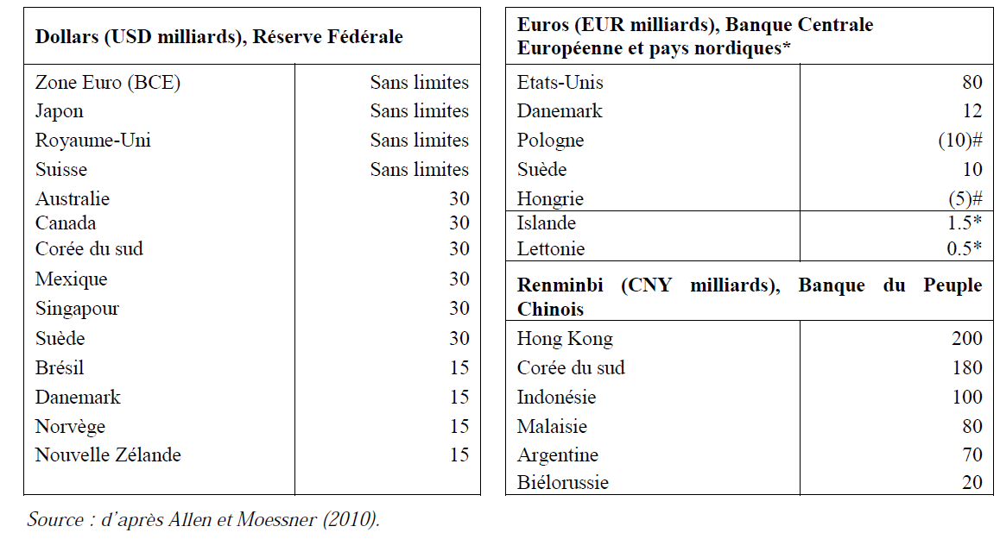 Dollars (USD milliards), Réserve Fédérale
Zone Euro (BCE) Sans limites
Japon Sans limites
Royaume-Uni Sans limites
Suisse Sans limites
Australie 30
Canada 30
Corée du sud 30
Mexique 30
Singapour 30
Suède 30
Brésil 15
Danemark 15
Norvège 15
Nouvelle Zélande 15
Euros (EUR milliards), Banque Centrale
Européenne et pays nordiques*
Etats-Unis 80
Danemark 12
Pologne (10)#
Suède 10
Hongrie (5)#
Islande 1.5*
Lettonie 0.5*
Renminbi (CNY milliards), Banque du Peuple
Chinois
Hong Kong 200
Corée du sud 180
Indonésie 100
Malaisie 80
Argentine 70
Biélorussie 20
Source : d'après Allen et Moessner (2010).